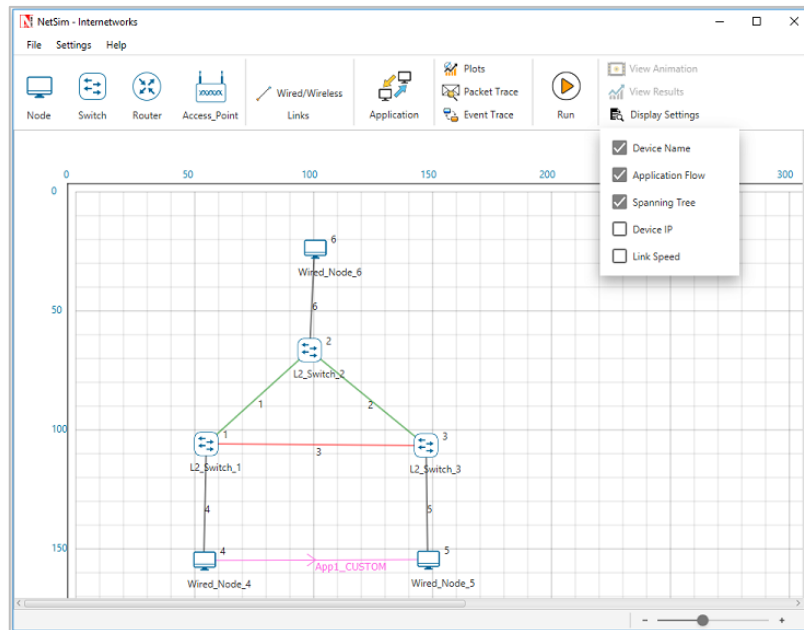 NetSim - Internetworks
File Settings Help
Node
Switch
Router
xxxxx
Access_Point
Wired/Wireless
Links
Application
Plots
Packet Trace
Event Trace
Run
View Animation
View Results
Display Settings
Device Name
Application Flow
Spanning Tree
Device IP
Link Speed
0 50 100 150 200 300
0
50
100
150
6
Wired_Node_6
6
2
L2_Switch_2
1
2
1
3
3
L2_Switch_1
L2_Switch_3
4
5
4
5
App1_CUSTOM
Wired_Node_4
Wired_Node_5
- +